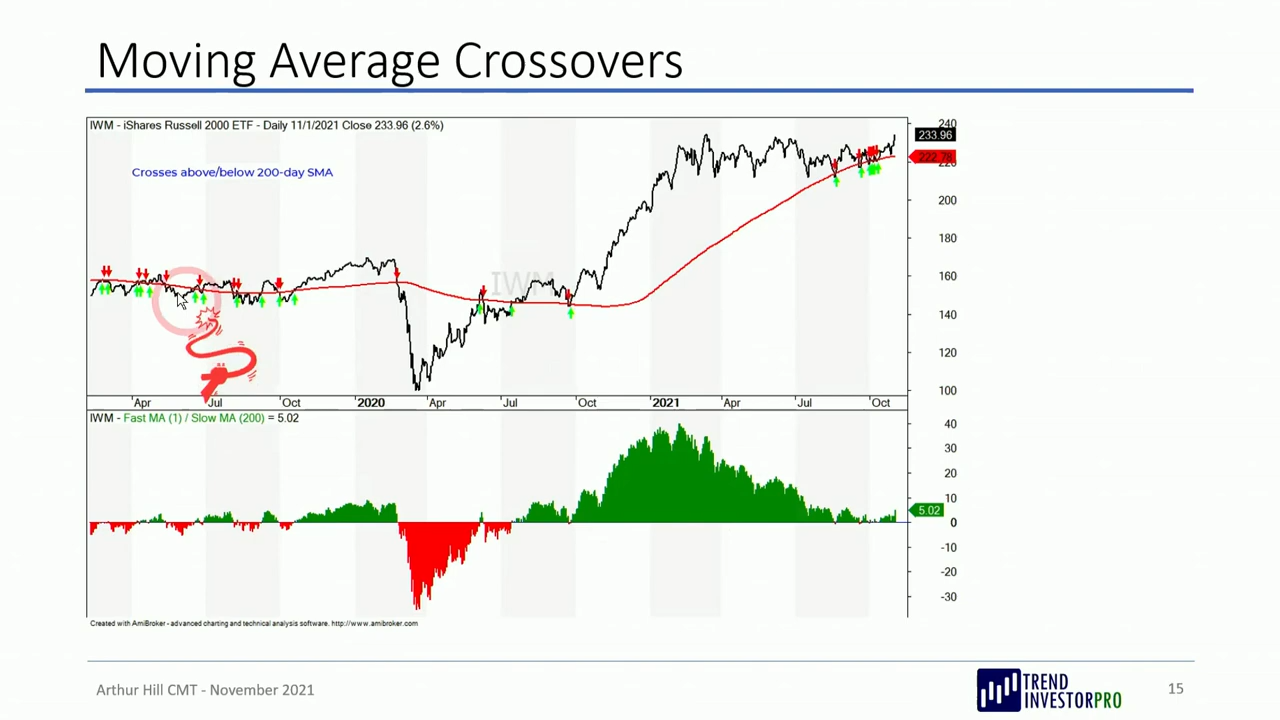 Moving Average Crossovers
IWM - iShares Russell 2000 ETF - Daily 11/1/2021 Close 233.96 (2.6%)
Crosses above/below 200-day SMA
IWM
240
233.96
222.78
220
200
180
160
140
120
100
Apr Jul Oct 2020 Apr Jul Oct 2021 Apr Jul Oct
IWM - Fast MA (1) / Slow MA (200) = 5.02
40
30
20
10
5.02
0
-10
-20
-30
Created with AmiBroker - advanced charting and technical analysis software. http://www.amibroker.com
Arthur Hill CMT - November 2021
TREND
INVESTORPRO
15